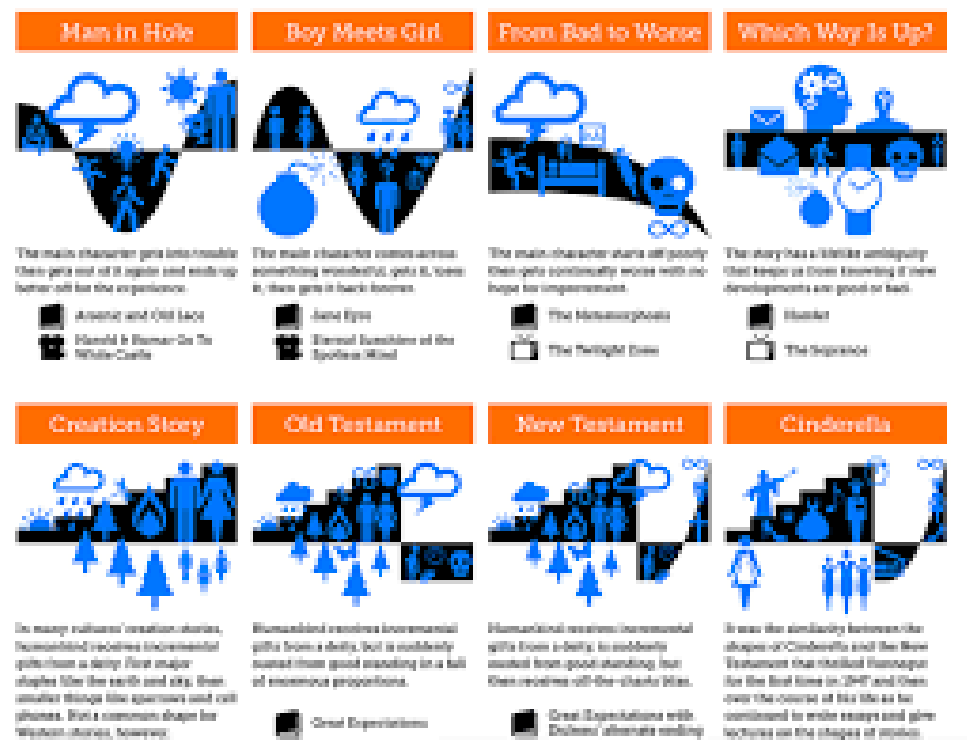 Man in Hole
Boy Meets Girl
From Bad to Worse
Which Way Is Up?
The main character gets into trouble
then gets out of it again and ends up
better off for the experience.
The main character comes across
something wonderful, gets it, loses
it, then gets it back forever.
The main character starts off poorly
then gets continually worse with no
hope for improvement.
The story has a lifelike ambiguity
that keeps us from knowing if new
developments are good or bad.
Arsenic and Old Lace
Harold & Kumar Go To
White Castle
Jane Eyre
Eternal Sunshine of the
Spotless Mind
The Metamorphosis
The Twilight Zone
Hamlet
The Sopranos
Creation Story
Old Testament
New Testament
Cinderella
In many cultures' creation stories,
humankind receives incremental
gifts from a deity. First major
staples like the earth and sky, then
smaller things like sparrows and cell
phones. Not a common shape for
Western stories, however.
Humankind receives incremental
gifts from a deity, but is suddenly
ousted from good standing in a fall
of enormous proportions.
Great Expectations
Humankind receives incremental
gifts from a deity, is suddenly
ousted from good standing, but
then receives off-the-charts bliss.
Great Expectations with
Dickens' alternate ending
It was the similarity between the
shapes of Cinderella and the New
Testament that thrilled Vonnegut
for the first time in 1947 and then
over the course of his life as he
continued to write essays and give
lectures on the shapes of stories.